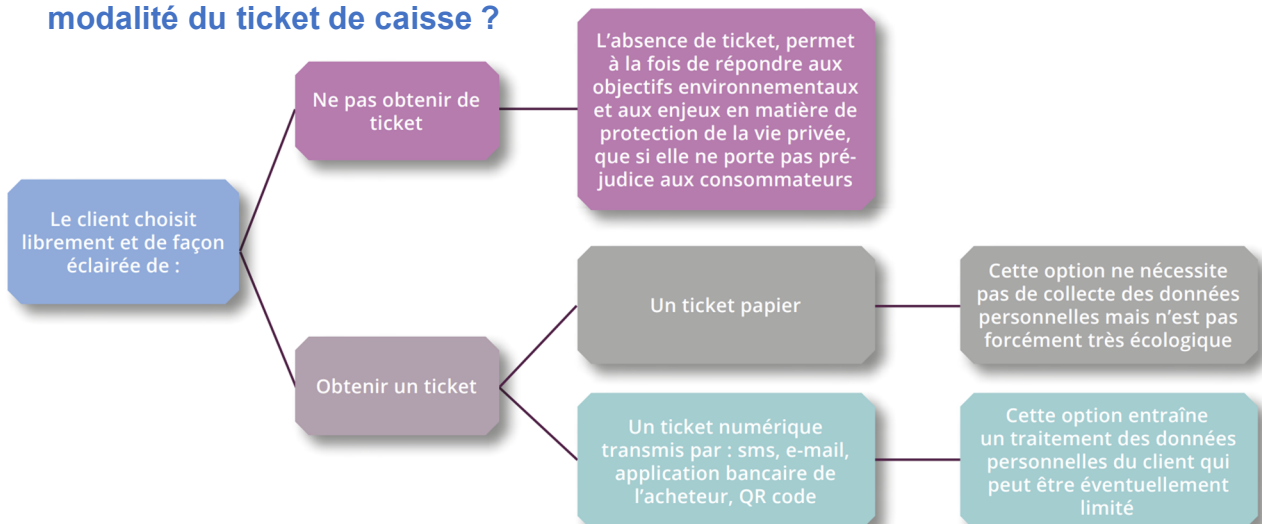 modalité du ticket de caisse ?
Ne pas obtenir de
ticket
L'absence de ticket, permet
à la fois de répondre aux
objectifs environnementaux
et aux enjeux en matière de
protection de la vie privée,
que si elle ne porte pas pré-
judice aux consommateurs
Le client choisit
librement et de façon
éclairée de :
Obtenir un ticket
Un ticket papier
Cette option ne nécessite
pas de collecte des données
personnelles mais n'est pas
forcément très écologique
Un ticket numérique
transmis par : sms, e-mail,
application bancaire de
l'acheteur, QR code
Cette option entraîne
un traitement des données
personnelles du client qui
peut être éventuellement
limité